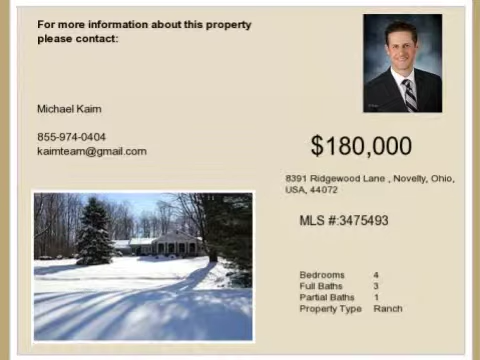 For more information about this property
please contact:
Michael Kaim
855-974-0404
kaimteam@gmail.com
$180,000
8391 Ridgewood Lane , Novelty, Ohio,
USA, 44072
MLS #:3475493
Bedrooms 4
Full Baths 3
Partial Baths 1
Property Type Ranch